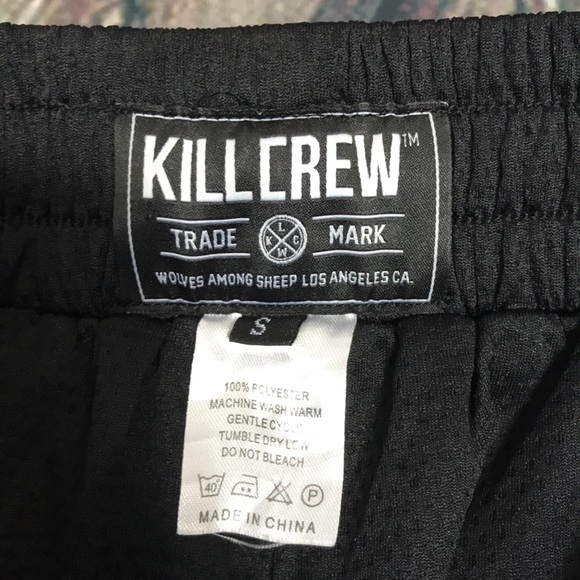 KILLCREW™
TRADE L K C W MARK
WOLVES AMONG SHEEP LOS ANGELES CA.
S
100% POLYESTER
MACHINE WASH WARM
GENTLE CYCLE
TUMBLE DRY LOW
DO NOT BLEACH
40° P
MADE IN CHINA